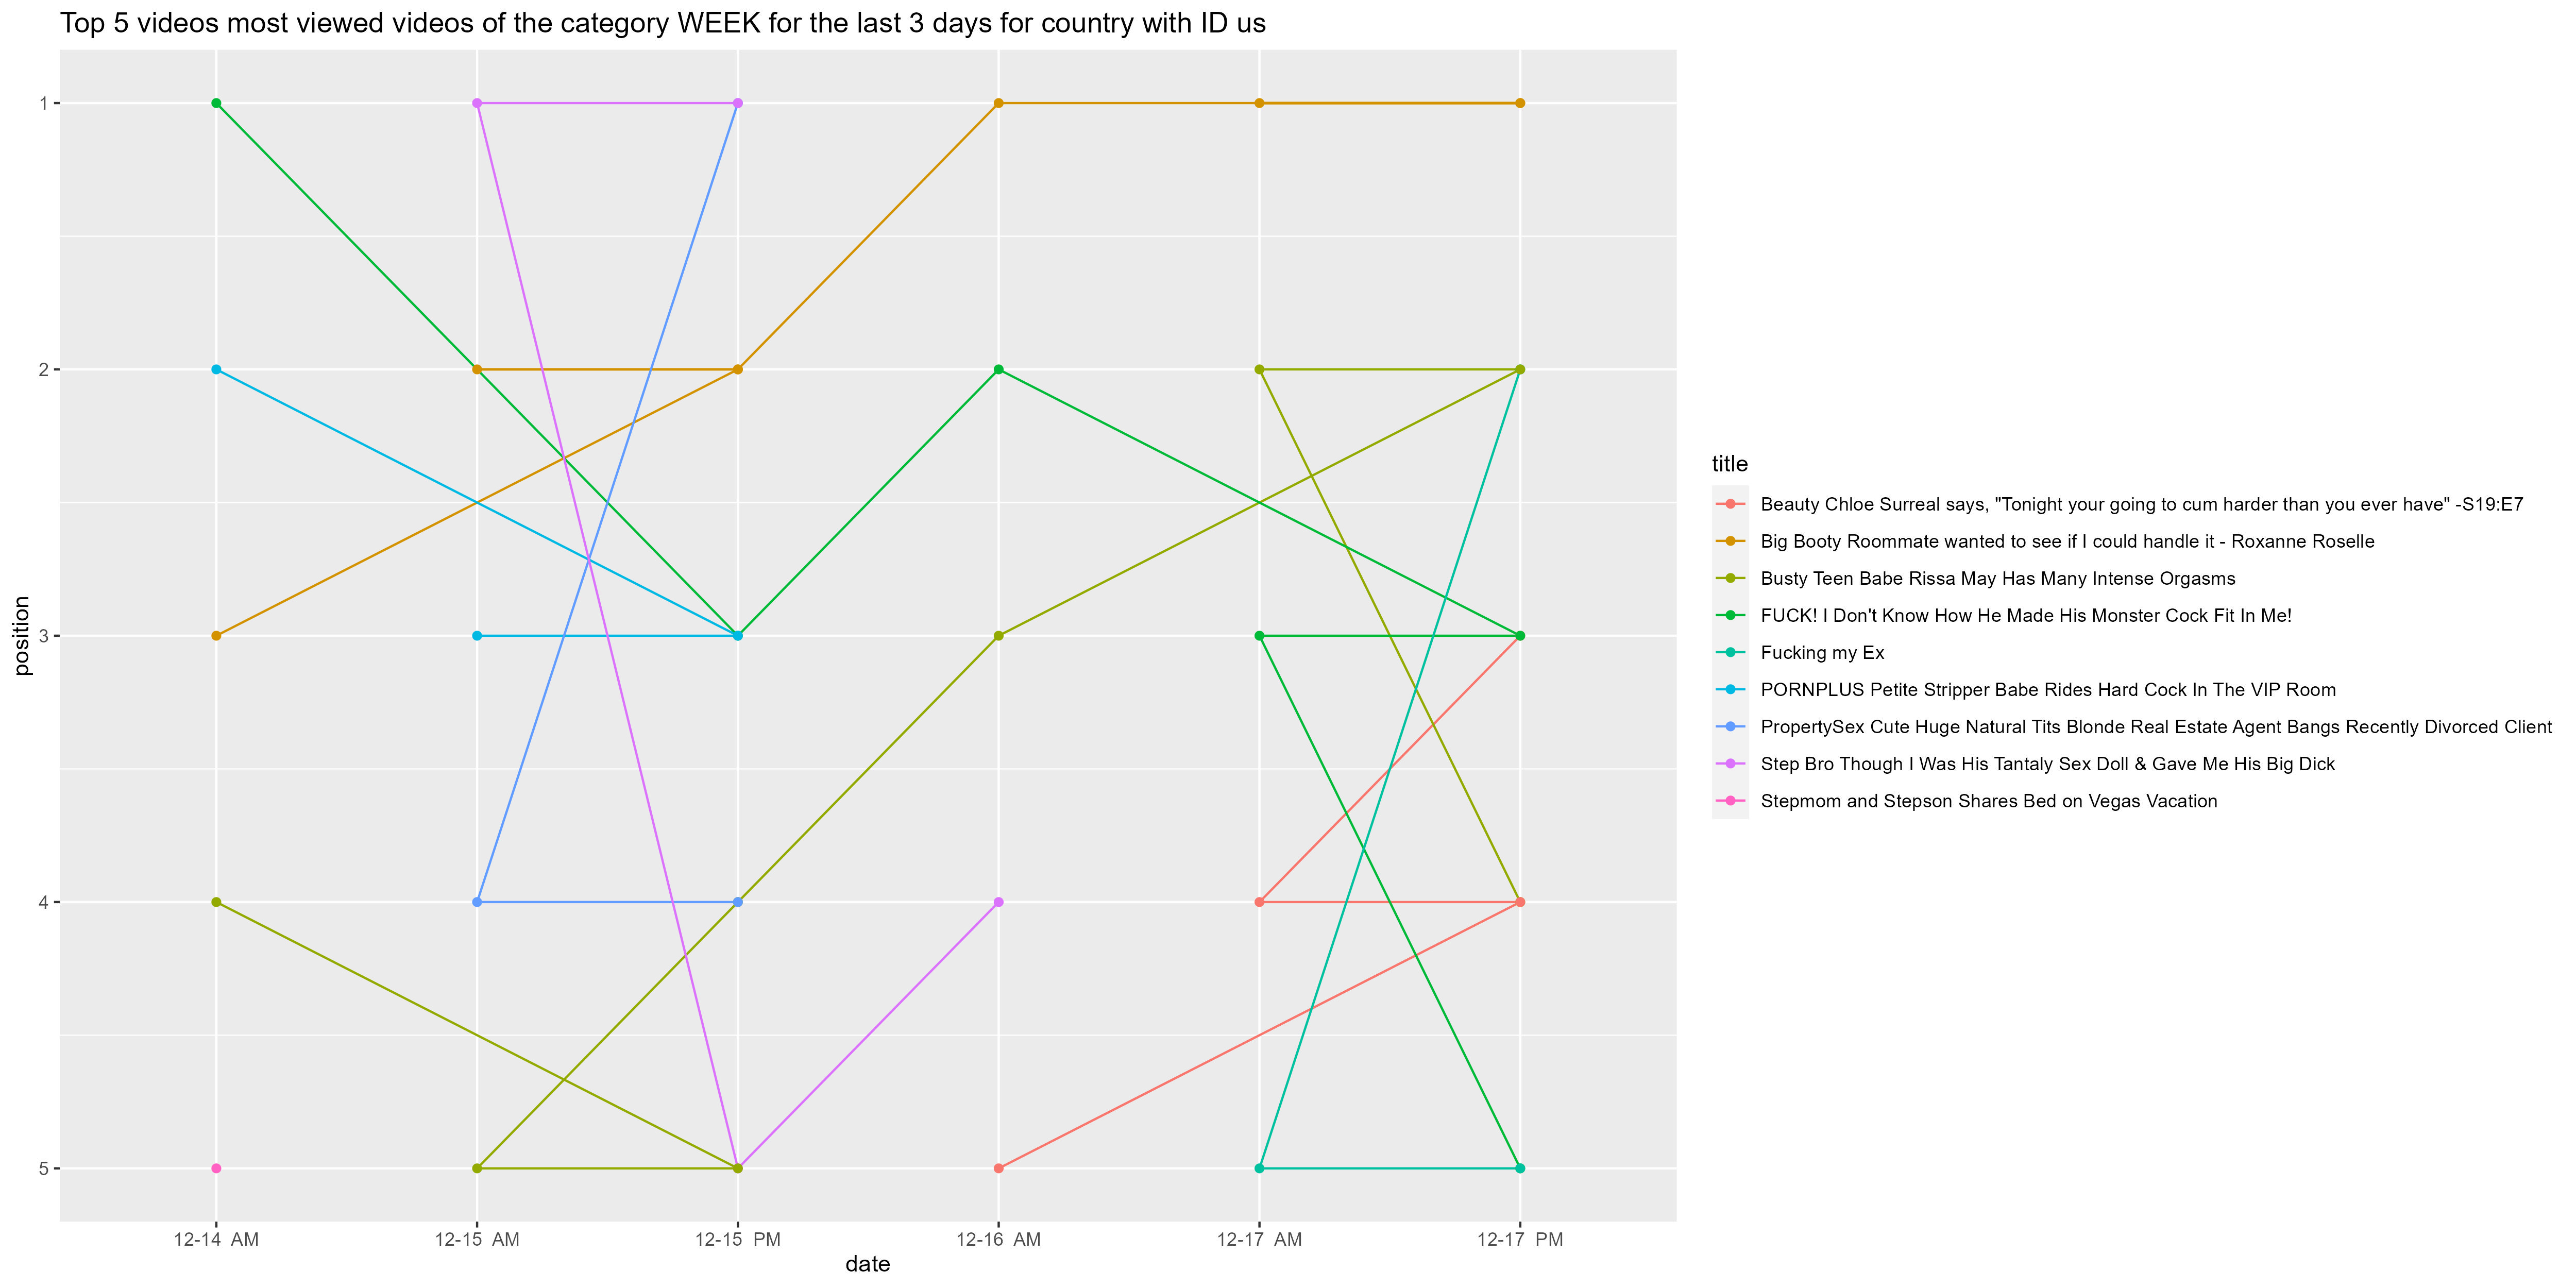 Top 5 videos most viewed videos of the category WEEK for the last 3 days for country with ID us
position
1
2
3
4
5
12-14 AM
12-15 AM
12-15 PM
12-16 AM
12-17 AM
12-17 PM
date
title
Beauty Chloe Surreal says, "Tonight your going to cum harder than you ever have" -S19:E7
Big Booty Roommate wanted to see if I could handle it - Roxanne Roselle
Busty Teen Babe Rissa May Has Many Intense Orgasms
FUCK! I Don't Know How He Made His Monster Cock Fit In Me!
Fucking my Ex
PORNPLUS Petite Stripper Babe Rides Hard Cock In The VIP Room
PropertySex Cute Huge Natural Tits Blonde Real Estate Agent Bangs Recently Divorced Client
Step Bro Though I Was His Tantaly Sex Doll & Gave Me His Big Dick
Stepmom and Stepson Shares Bed on Vegas Vacation